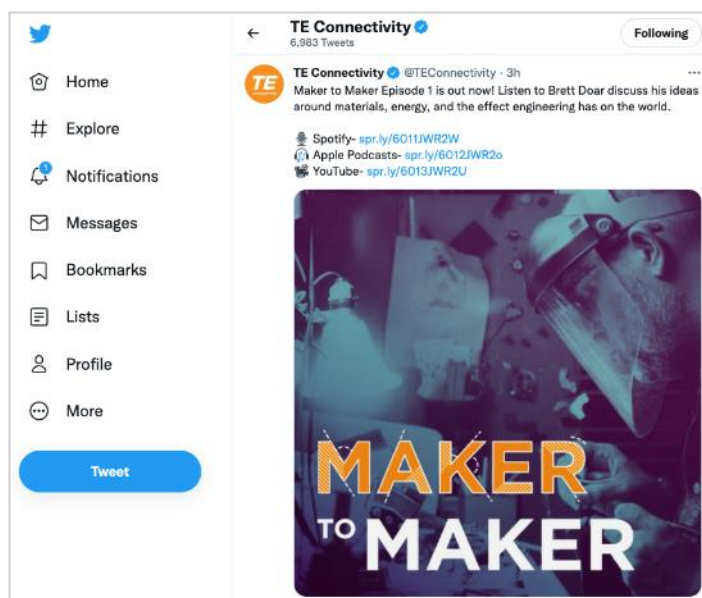 Home
Explore
1
Notifications
Messages
Bookmarks
Lists
Profile
More
Tweet
TE Connectivity
6,983 Tweets
Following
TE
TE Connectivity @TEConnectivity · 3h
Maker to Maker Episode 1 is out now! Listen to Brett Doar discuss his ideas
around materials, energy, and the effect engineering has on the world.
Spotify- spr.ly/6011JWR2W
Apple Podcasts- spr.ly/6012JWR2o
YouTube- spr.ly/6013JWR2U
MAKER
TO MAKER